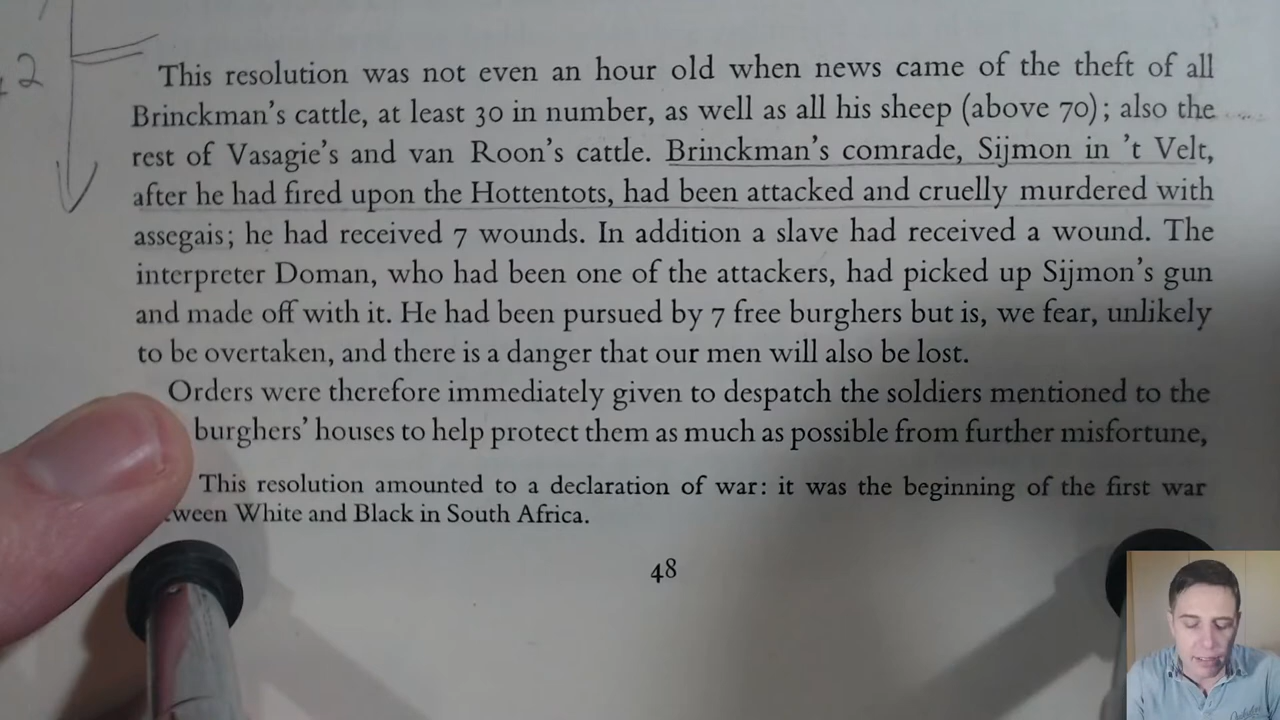 2
This resolution was not even an hour old when news came of the theft of all
Brinckman's cattle, at least 30 in number, as well as all his sheep (above 70); also the
rest of Vasagie's and van Roon's cattle. Brinckman's comrade, Sijmon in 't Velt,
after he had fired upon the Hottentots, had been attacked and cruelly murdered with
assegais; he had received 7 wounds. In addition a slave had received a wound. The
interpreter Doman, who had been one of the attackers, had picked up Sijmon's gun
and made off with it. He had been pursued by 7 free burghers but is, we fear, unlikely
to be overtaken, and there is a danger that our men will also be lost.
Orders were therefore immediately given to despatch the soldiers mentioned to the
burghers' houses to help protect them as much as possible from further misfortune,
This resolution amounted to a declaration of war: it was the beginning of the first war
ween White and Black in South Africa.
48